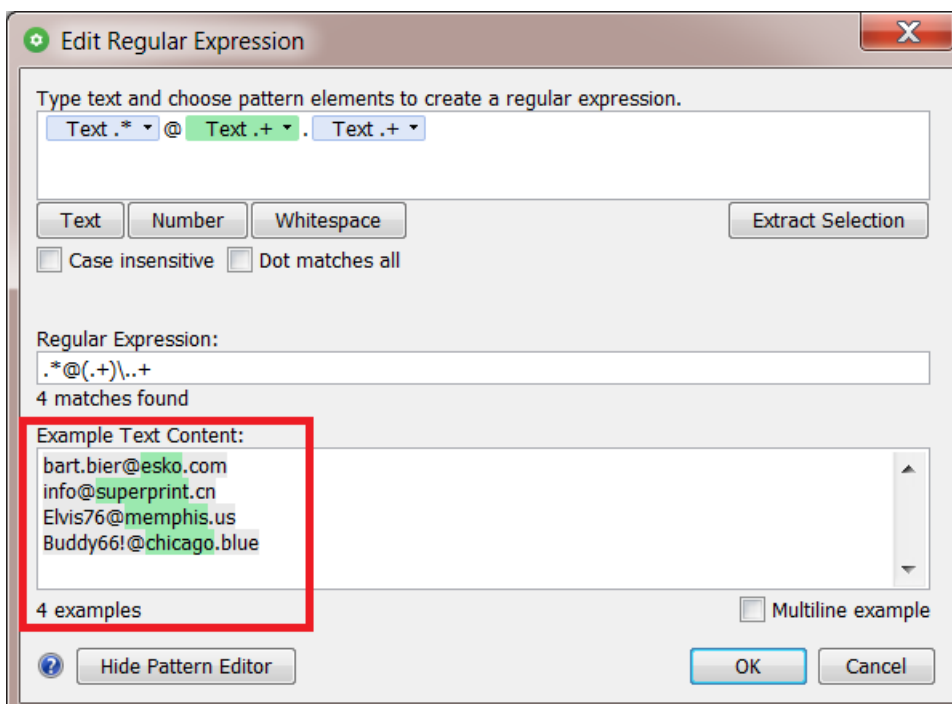 Edit Regular Expression
X
Type text and choose pattern elements to create a regular expression.
Text .* @ Text .+ . Text .+
Text Number Whitespace Extract Selection
Case insensitive Dot matches all
Regular Expression:
.*@(.+)\..+
4 matches found
Example Text Content:
bart.bier@esko.com
info@superprint.cn
Elvis76@memphis.us
Buddy66!@chicago.blue
4 examples Multiline example
? Hide Pattern Editor OK Cancel